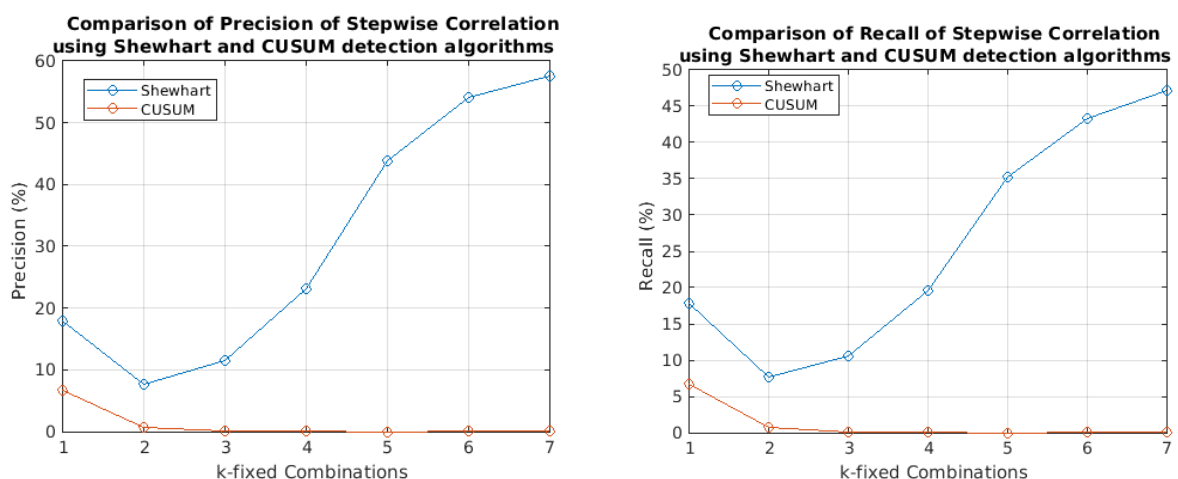 Comparison of Precision of Stepwise Correlation
using Shewhart and CUSUM detection algorithms
60
50
40
30
20
10
0
Precision (%)
Shewhart
CUSUM
1 2 3 4 5 6 7
k-fixed Combinations
Comparison of Recall of Stepwise Correlation
using Shewhart and CUSUM detection algorithms
50
45
40
35
30
25
20
15
10
5
0
Recall (%)
Shewhart
CUSUM
1 2 3 4 5 6 7
k-fixed Combinations